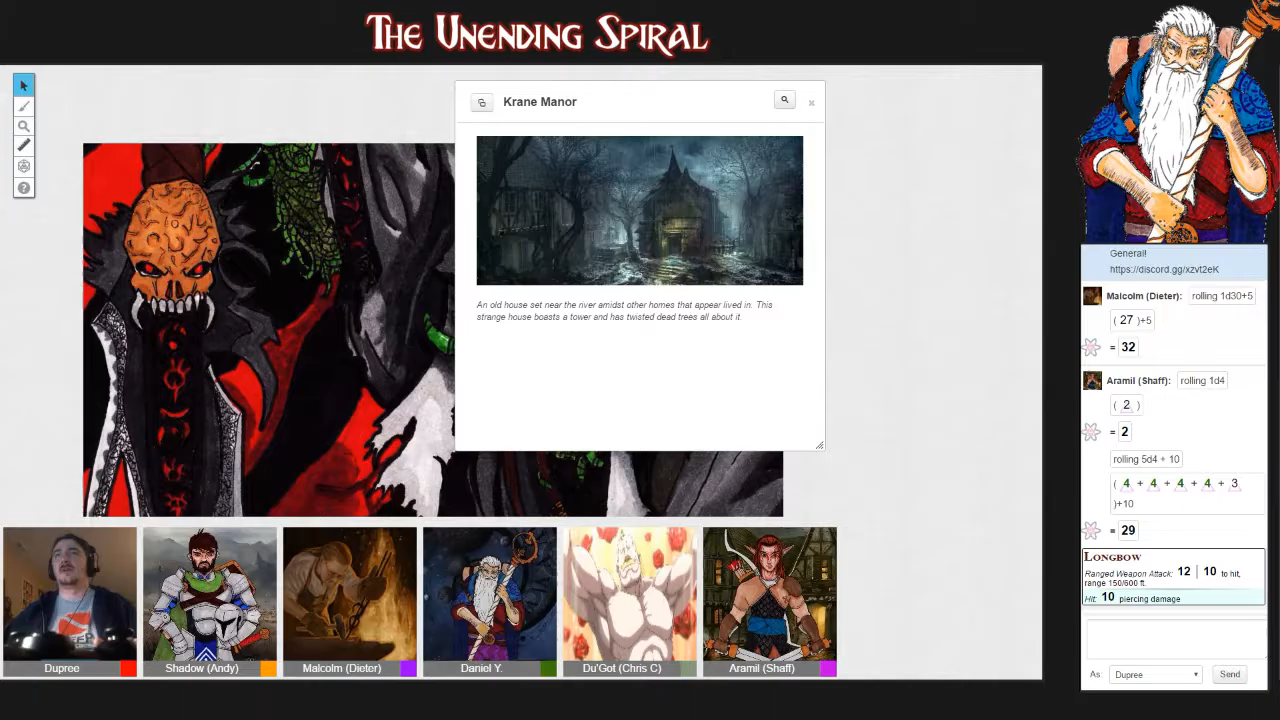 The Unending Spiral
Krane Manor
An old house set near the river amidst other homes that appear lived in. This
strange house boasts a tower and has twisted dead trees all about it.
General!
https://discord.gg/xzvt2eK
Malcolm (Dieter): rolling 1d30+5
( 27 )+5
= 32
Aramil (Shaff): rolling 1d4
( 2 )
= 2
rolling 5d4 + 10
( 4 + 4 + 4 + 4 + 3
)+10
= 29
Longbow
Ranged Weapon Attack: 12 | 10 to hit,
range 150/600 ft.
Hit: 10 piercing damage
As: Dupree Send
Dupree
Shadow (Andy)
Malcolm (Dieter)
Daniel Y.
Du'Got (Chris C)
Aramil (Shaff)